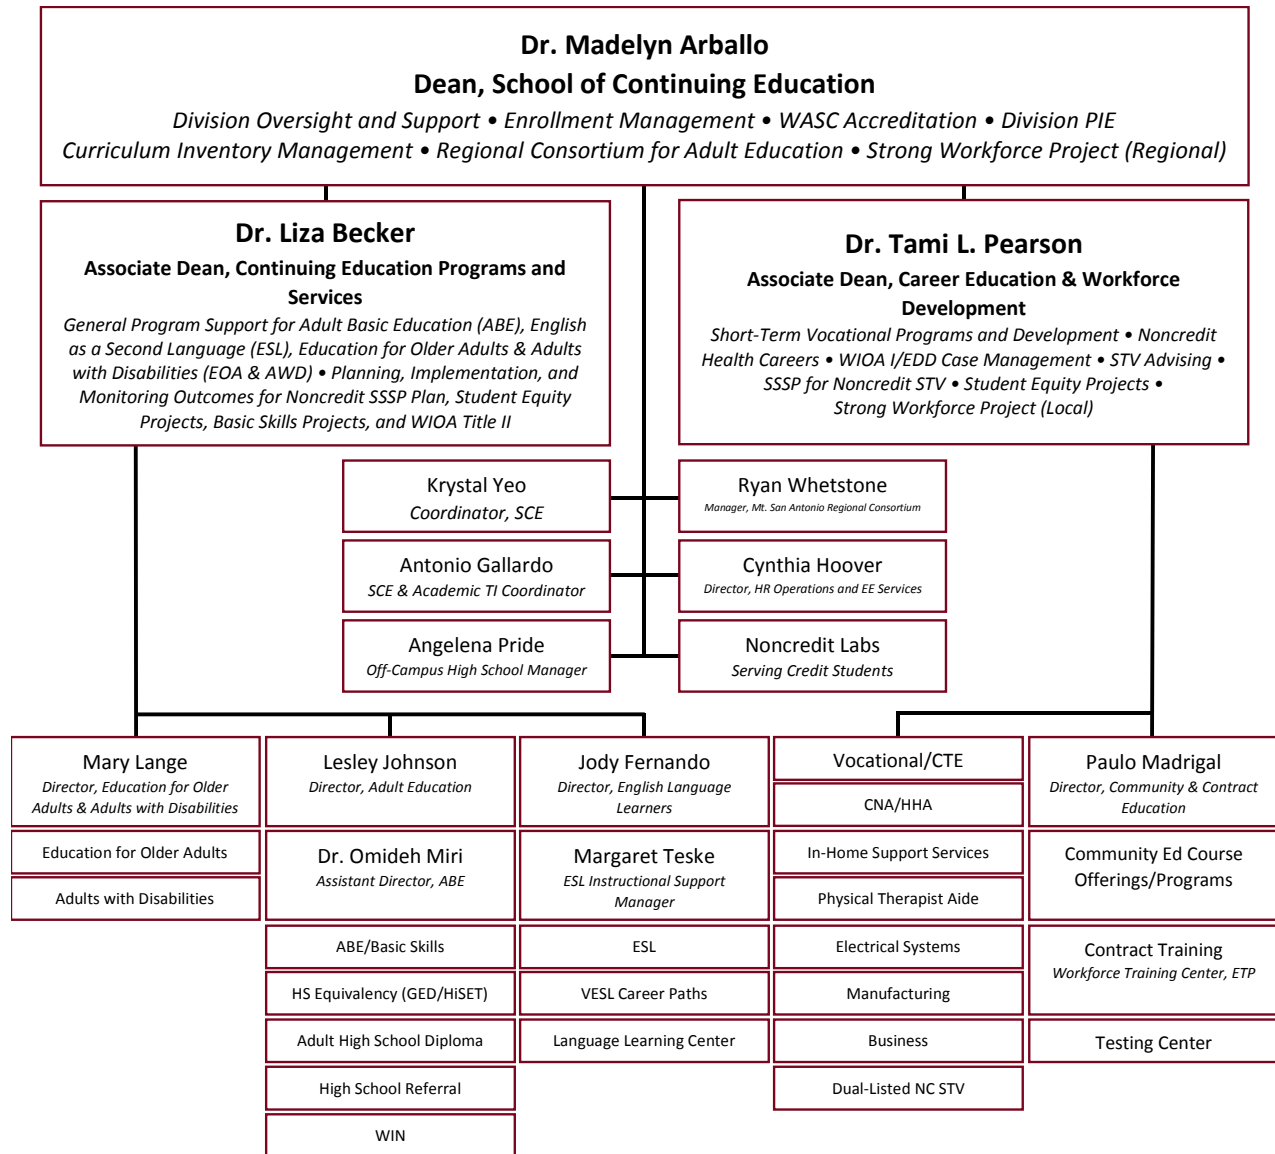 Dr. Madelyn Arballo
Dean, School of Continuing Education
Division Oversight and Support • Enrollment Management • WASC Accreditation • Division PIE
Curriculum Inventory Management • Regional Consortium for Adult Education • Strong Workforce Project (Regional)
Dr. Liza Becker
Associate Dean, Continuing Education Programs and
Services
General Program Support for Adult Basic Education (ABE), English
as a Second Language (ESL), Education for Older Adults & Adults
with Disabilities (EOA & AWD) • Planning, Implementation, and
Monitoring Outcomes for Noncredit SSSP Plan, Student Equity
Projects, Basic Skills Projects, and WIOA Title II
Dr. Tami L. Pearson
Associate Dean, Career Education & Workforce
Development
Short-Term Vocational Programs and Development • Noncredit
Health Careers • WIOA I/EDD Case Management • STV Advising •
SSSP for Noncredit STV • Student Equity Projects •
Strong Workforce Project (Local)
Krystal Yeo
Coordinator, SCE
Ryan Whetstone
Manager, Mt. San Antonio Regional Consortium
Antonio Gallardo
SCE & Academic TI Coordinator
Cynthia Hoover
Director, HR Operations and EE Services
Angelena Pride
Off-Campus High School Manager
Noncredit Labs
Serving Credit Students
Mary Lange
Director, Education for Older
Adults & Adults with Disabilities
Education for Older Adults
Adults with Disabilities
Lesley Johnson
Director, Adult Education
Dr. Omideh Miri
Assistant Director, ABE
ABE/Basic Skills
HS Equivalency (GED/HiSET)
Adult High School Diploma
High School Referral
WIN
Jody Fernando
Director, English Language
Learners
Margaret Teske
ESL Instructional Support
Manager
ESL
VESL Career Paths
Language Learning Center
Vocational/CTE
CNA/HHA
In-Home Support Services
Physical Therapist Aide
Electrical Systems
Manufacturing
Business
Dual-Listed NC STV
Paulo Madrigal
Director, Community & Contract
Education
Community Ed Course
Offerings/Programs
Contract Training
Workforce Training Center, ETP
Testing Center